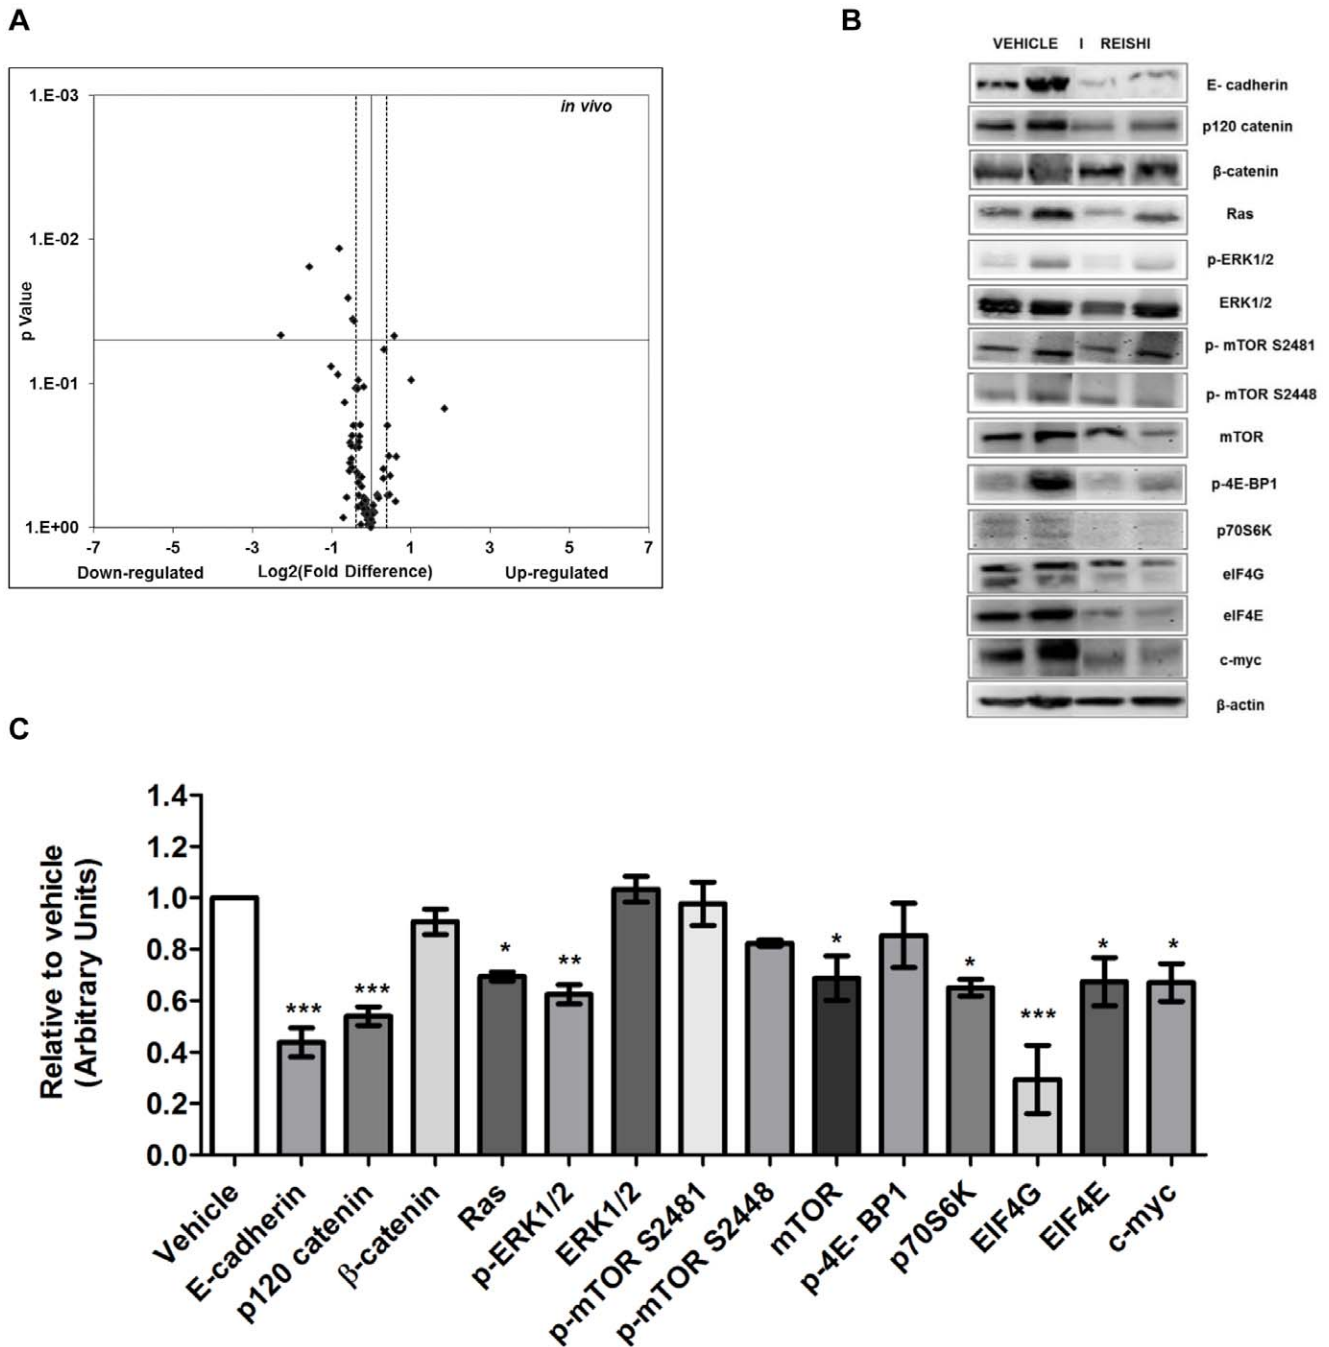 A
B
in vivo
1.E-03
1.E-02
1.E-01
1.E+00
p Value
-7 -5 -3 -1 1 3 5 7
Down-regulated Log2(Fold Difference) Up-regulated
VEHICLE I REISHI
E- cadherin
p120 catenin
β-catenin
Ras
p-ERK1/2
ERK1/2
p- mTOR S2481
p- mTOR S2448
mTOR
p-4E-BP1
p70S6K
eIF4G
eIF4E
c-myc
β-actin
C
Relative to vehicle
(Arbitrary Units)
1.4
1.2
1.0
0.8
0.6
0.4
0.2
0.0
*** *** * ** * * *** * *
Vehicle
E-cadherin
p120 catenin
β-catenin
Ras
p-ERK1/2
ERK1/2
p-mTOR S2481
p-mTOR S2448
mTOR
p-4E- BP1
p70S6K
EIF4G
EIF4E
c-myc